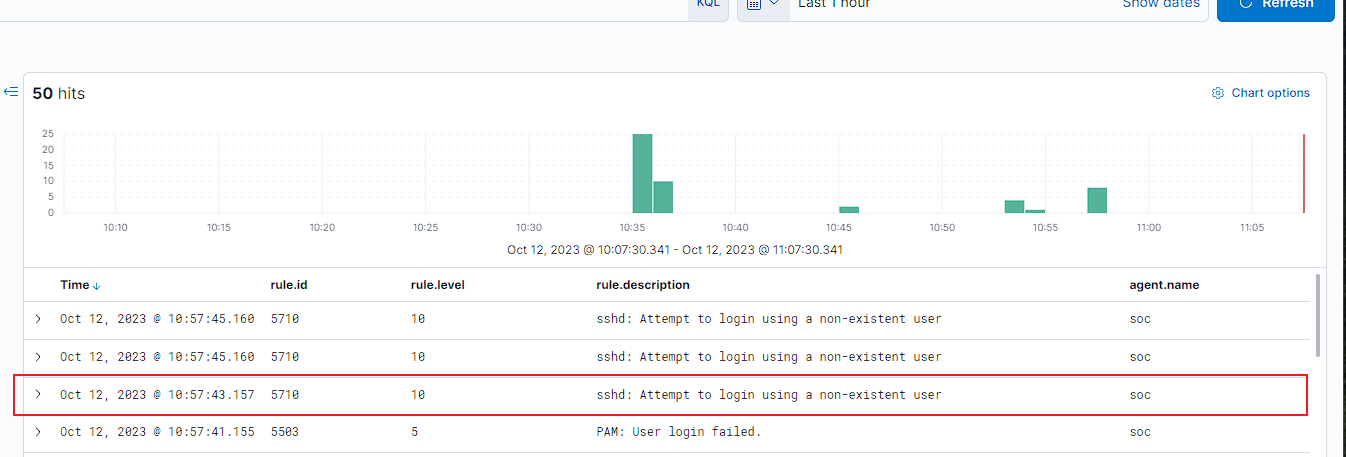 KQL Last 1 hour Show dates Refresh
50 hits Chart options
25
20
15
10
5
0
10:10 10:15 10:20 10:25 10:30 10:35 10:40 10:45 10:50 10:55 11:00 11:05
Oct 12, 2023 @ 10:07:30.341 - Oct 12, 2023 @ 11:07:30.341
Time rule.id rule.level rule.description agent.name
Oct 12, 2023 @ 10:57:45.160 5710 10 sshd: Attempt to login using a non-existent user soc
Oct 12, 2023 @ 10:57:45.160 5710 10 sshd: Attempt to login using a non-existent user soc
Oct 12, 2023 @ 10:57:43.157 5710 10 sshd: Attempt to login using a non-existent user soc
Oct 12, 2023 @ 10:57:41.155 5503 5 PAM: User login failed. soc